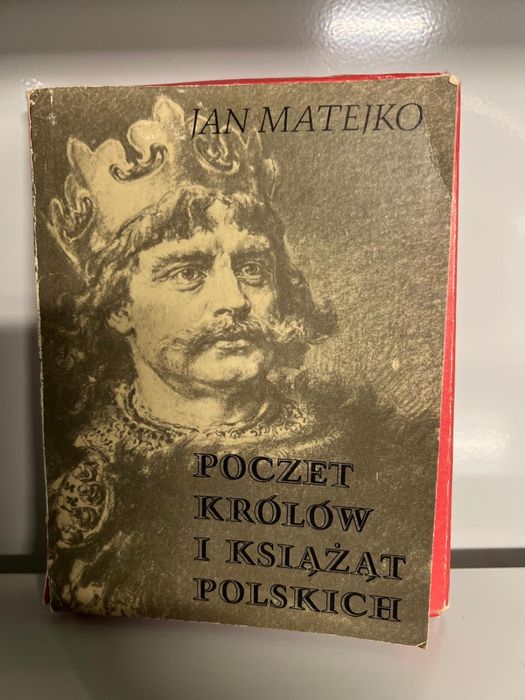 JAN MATEJKO
POCZET
KRÓLÓW
I KSIĄŻĄT
POLSKICH